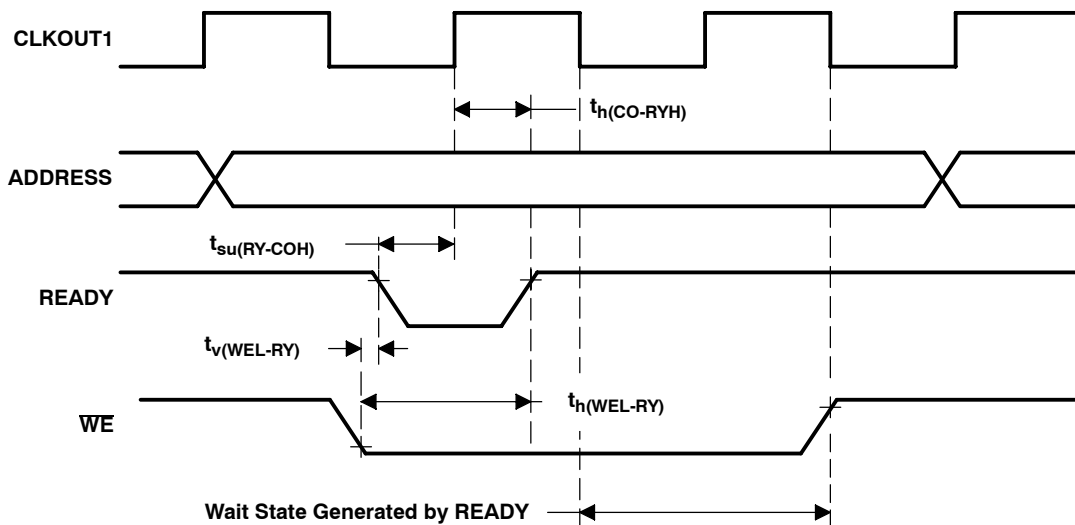 CLKOUT1
th(CO-RYH)
ADDRESS
tsu(RY-COH)
READY
tv(WEL-RY)
th(WEL-RY)
WE
Wait State Generated by READY